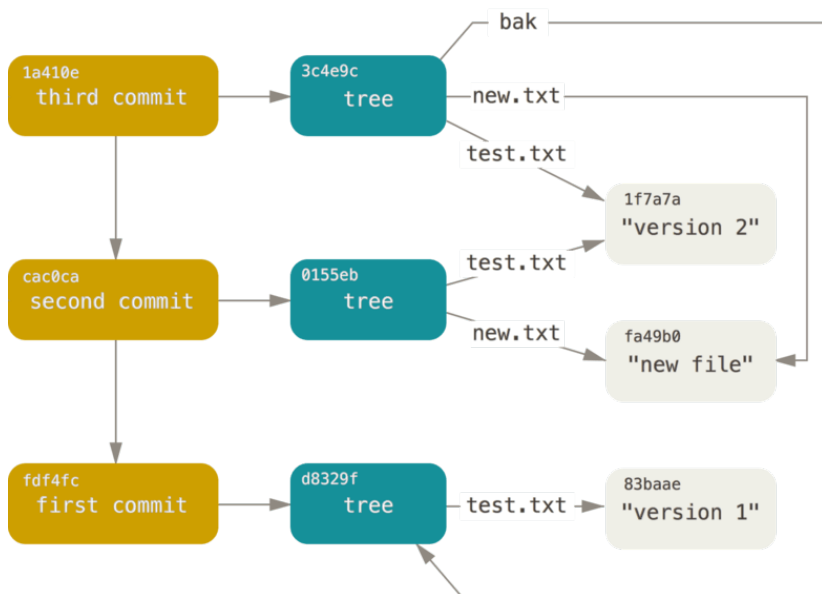 bak
1a410e
third commit
3c4e9c
tree
new.txt
test.txt
1f7a7a
"version 2"
cac0ca
second commit
0155eb
tree
test.txt
new.txt
fa49b0
"new file"
fdf4fc
first commit
d8329f
tree
test.txt
83baae
"version 1"